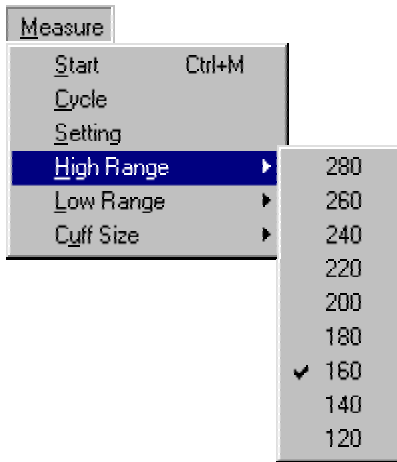 Measure
Start Ctrl+M
Cycle
Setting
High Range
Low Range
Cuff Size
280
260
240
220
200
180
160
140
120